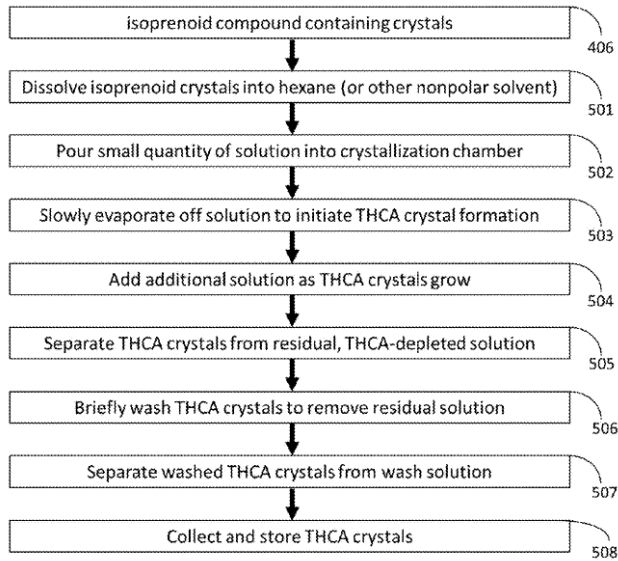 isoprenoid compound containing crystals
406
Dissolve isoprenoid crystals into hexane (or other nonpolar solvent)
501
Pour small quantity of solution into crystallization chamber
502
Slowly evaporate off solution to initiate THCA crystal formation
503
Add additional solution as THCA crystals grow
504
Separate THCA crystals from residual, THCA-depleted solution
505
Briefly wash THCA crystals to remove residual solution
506
Separate washed THCA crystals from wash solution
507
Collect and store THCA crystals
508